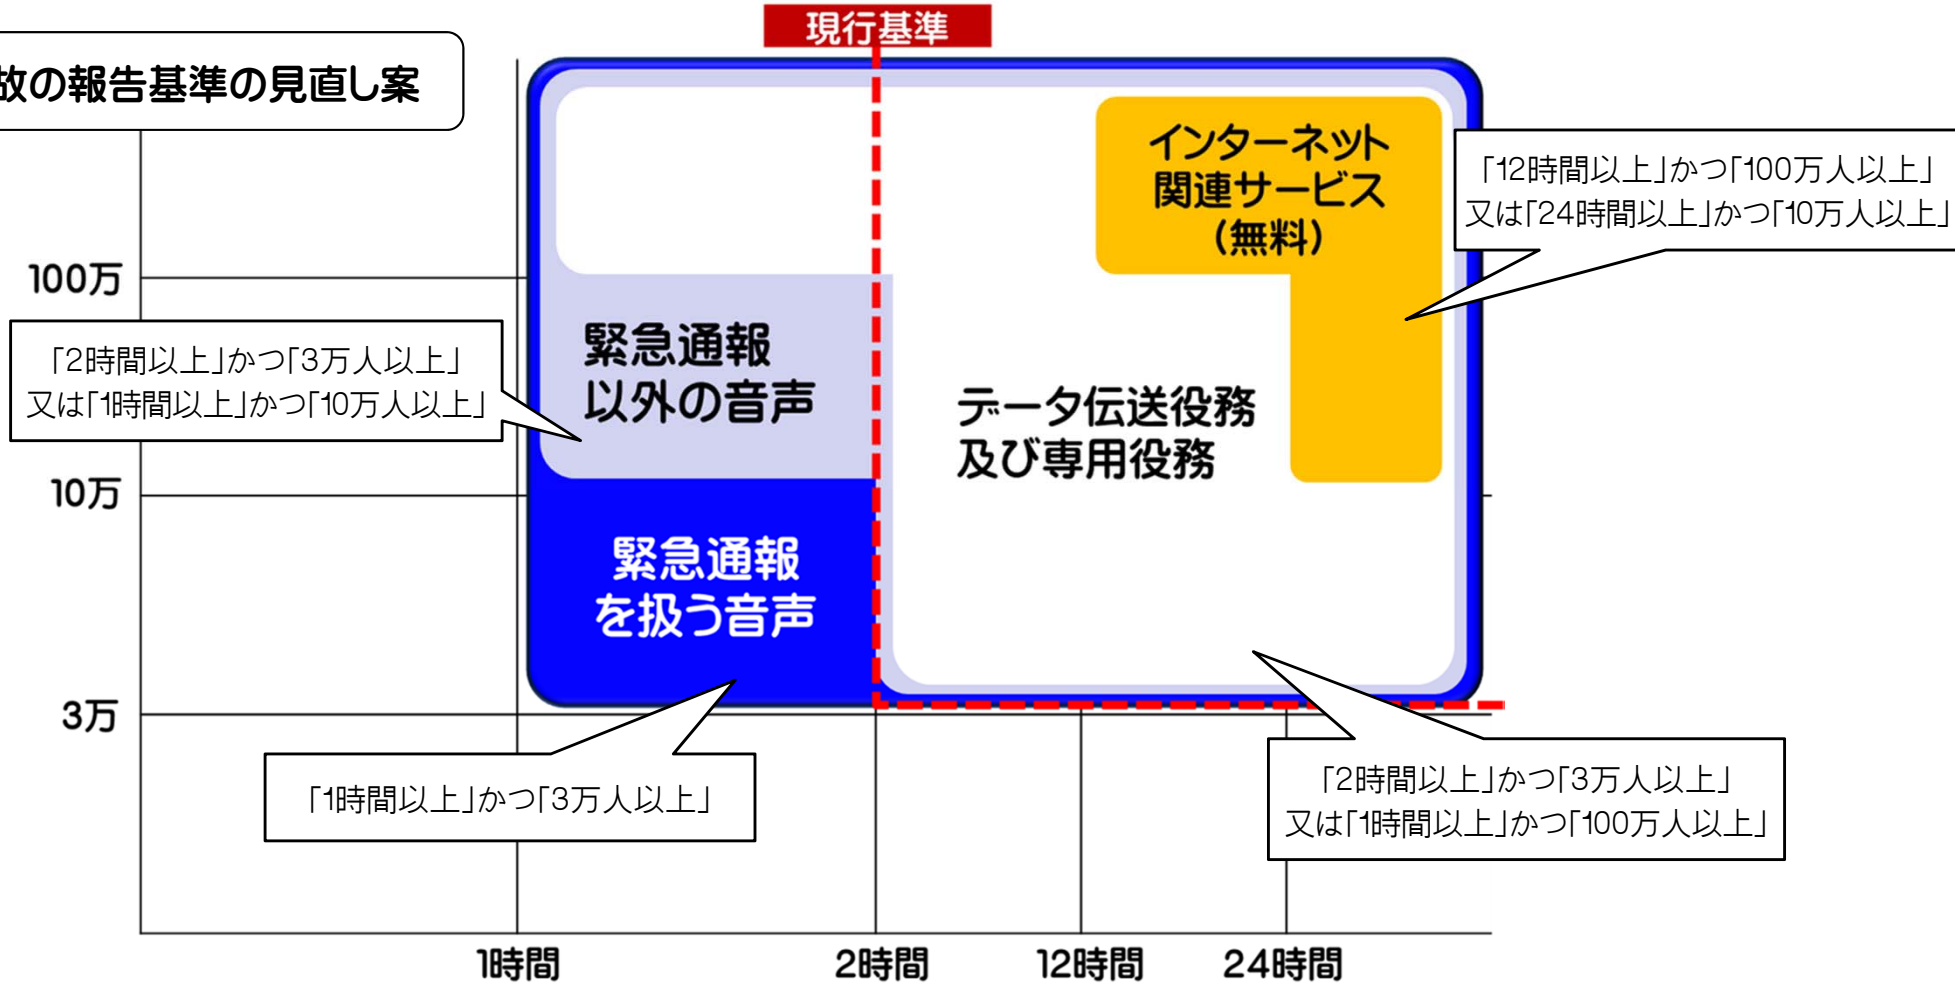 現行基準
故の報告基準の見直し案
インターネット
関連サービス
(無料)
「12時間以上」かつ「100万人以上」
又は「24時間以上」かつ「10万人以上」
100万
「2時間以上」かつ「3万人以上」
又は「1時間以上」かつ「10万人以上」
緊急通報
以外の音声
データ伝送役務
及び専用役務
10万
緊急通報
を扱う音声
3万
「1時間以上」かつ「3万人以上」
「2時間以上」かつ「3万人以上」
又は「1時間以上」かつ「100万人以上」
1時間
2時間
12時間
24時間